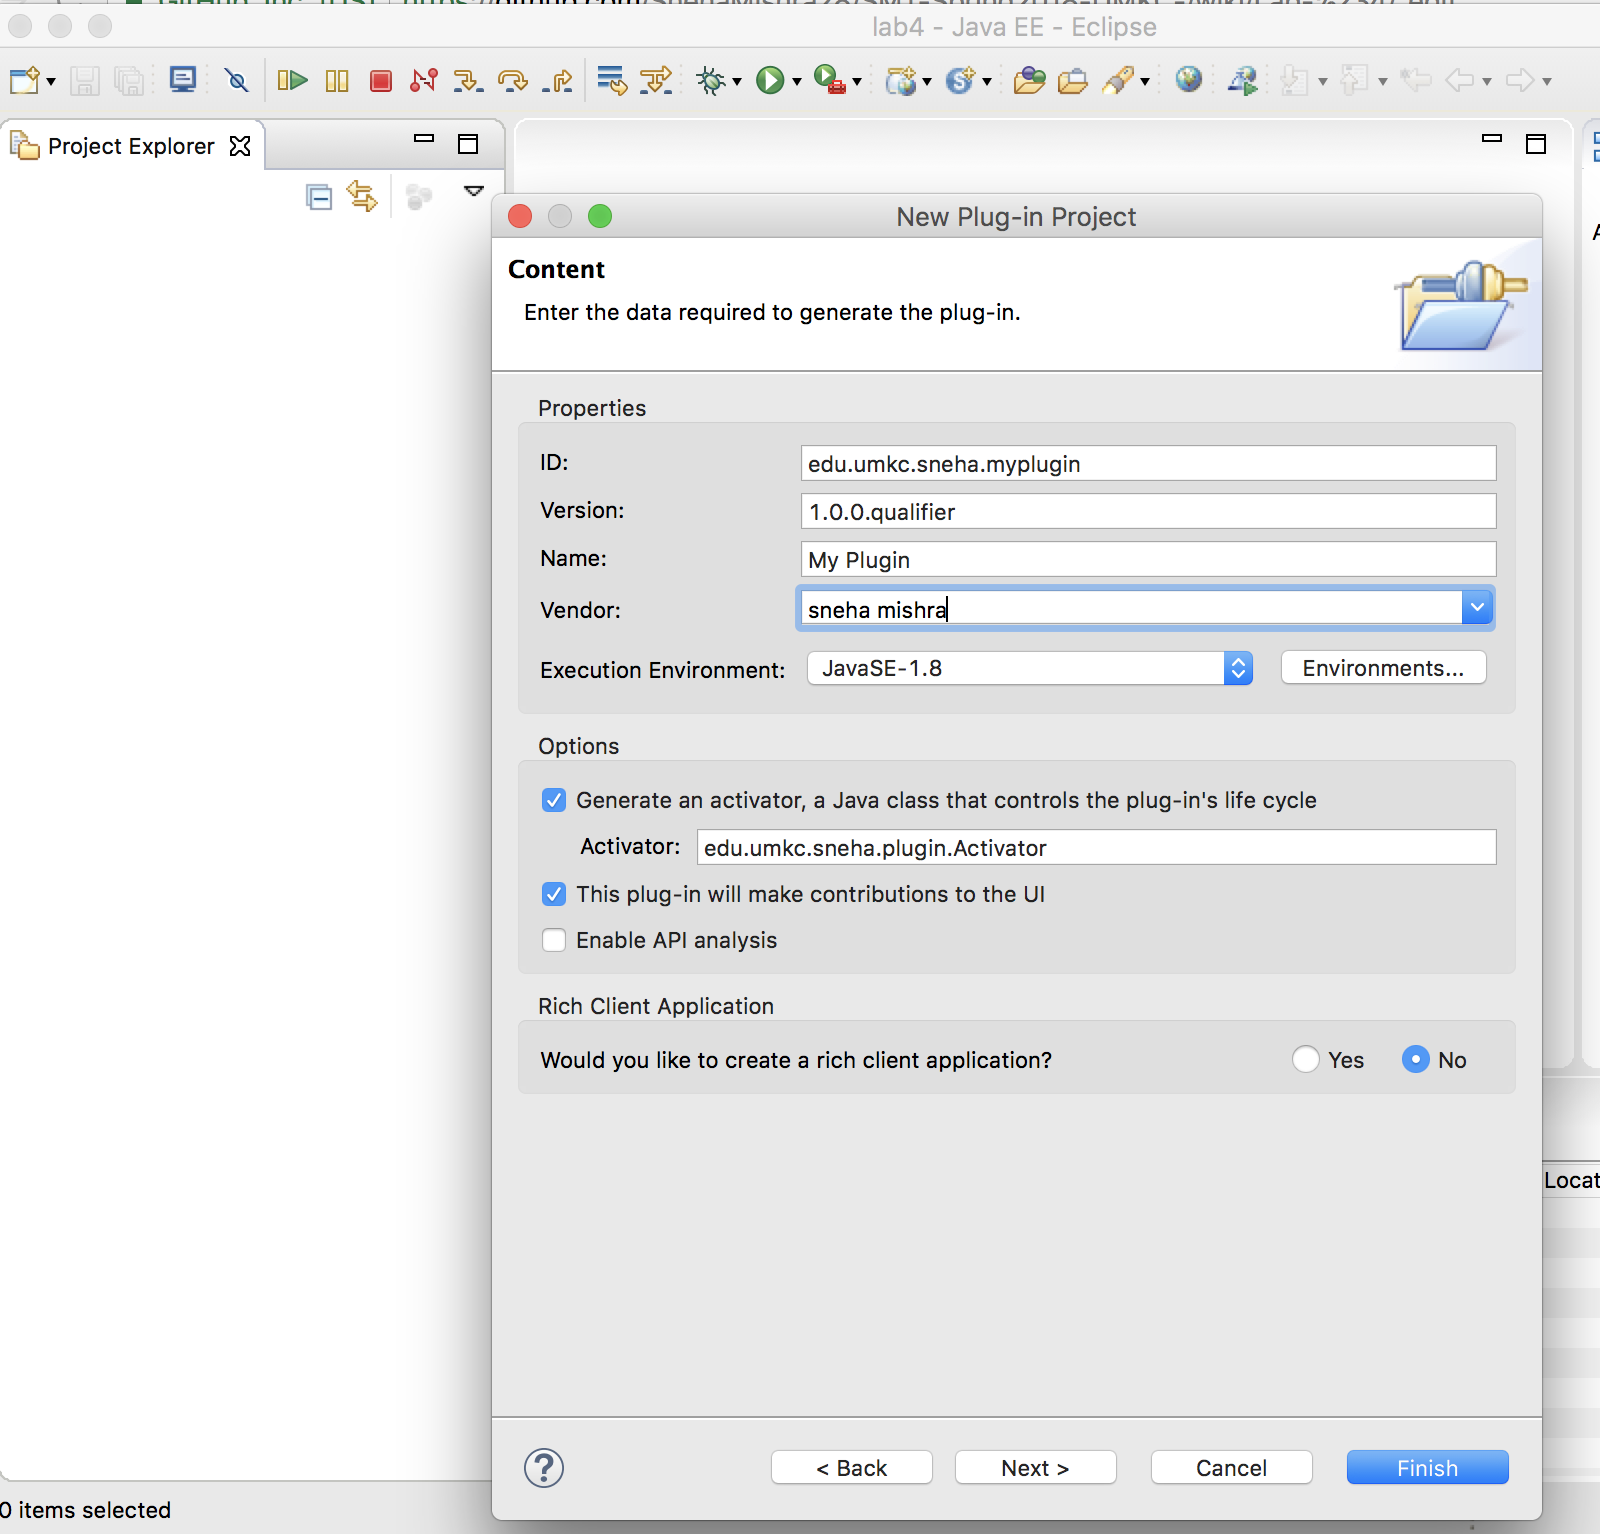 lab4 - Java EE - Eclipse
Project Explorer
New Plug-in Project
Content
Enter the data required to generate the plug-in.
Properties
ID:
edu.umkc.sneha.myplugin
Version:
1.0.0.qualifier
Name:
My Plugin
Vendor:
sneha mishra
Execution Environment:
JavaSE-1.8
Environments...
Options
Generate an activator, a Java class that controls the plug-in's life cycle
Activator:
edu.umkc.sneha.plugin.Activator
This plug-in will make contributions to the UI
Enable API analysis
Rich Client Application
Would you like to create a rich client application?
Yes
No
Locat
?
< Back
Next >
Cancel
Finish
0 items selected